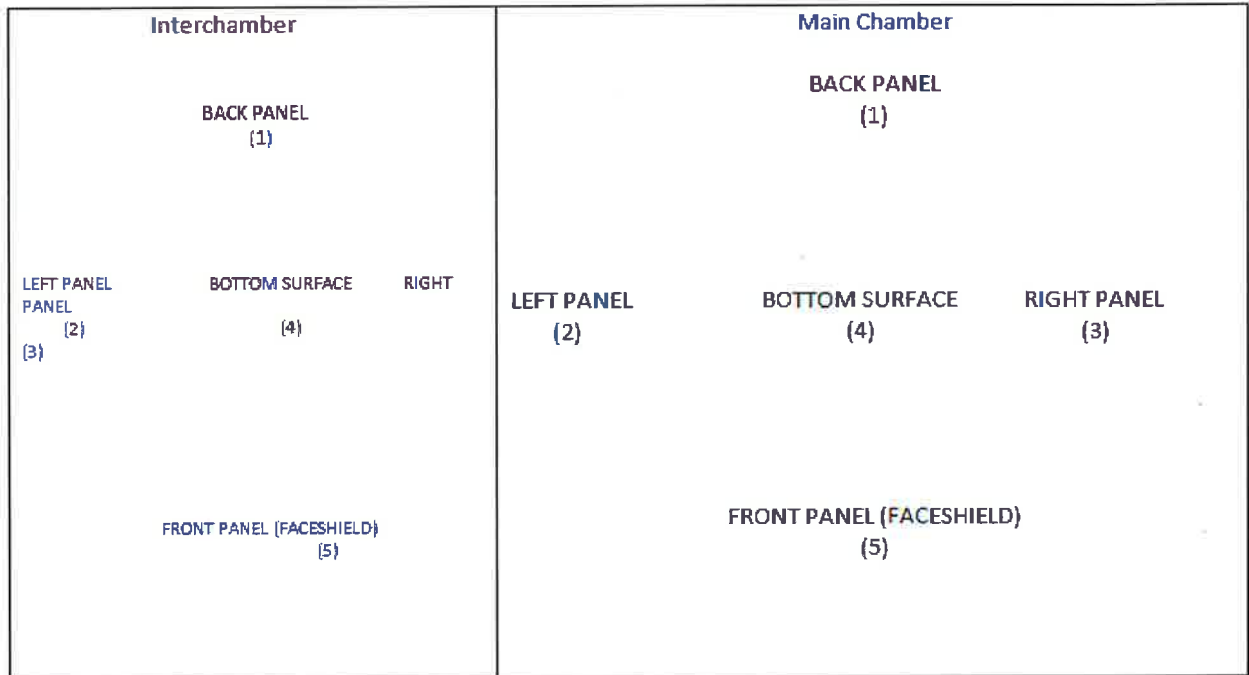 Interchamber
BACK PANEL
(1)
LEFT PANEL BOTTOM SURFACE RIGHT
PANEL
(2) (4)
(3)
FRONT PANEL (FACESHIELD)
(5)
Main Chamber
BACK PANEL
(1)
LEFT PANEL BOTTOM SURFACE RIGHT PANEL
(2) (4) (3)
FRONT PANEL (FACESHIELD)
(5)